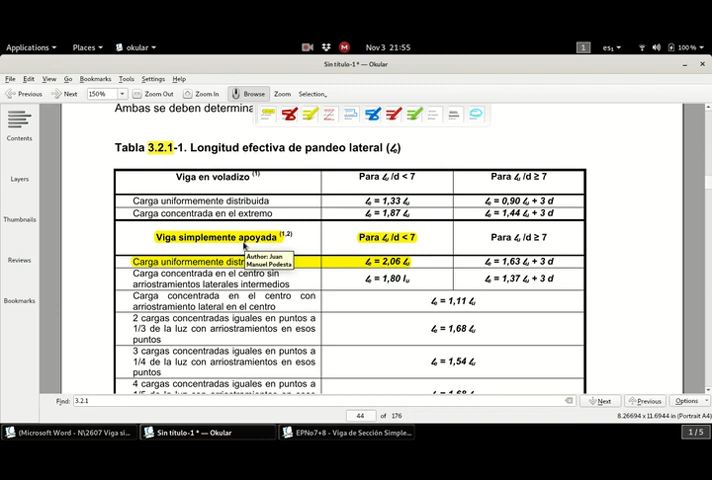 Applications Places okular Nov 3 21:55 1 es₁ 100 %
Sin título-1 * — Okular
File Edit View Go Bookmarks Tools Settings Help
Previous 150% Zoom Out Zoom In Browse Zoom Selection
Contents
Layers
Thumbnails
Reviews
Bookmarks
Ambas se deben determina
Tabla 3.2.1-1. Longitud efectiva de pandeo lateral (ℓₑ)
Viga en voladizo (1) Para ℓᵤ /d < 7 Para ℓᵤ /d ≥ 7
Carga uniformemente distribuida ℓₑ = 1,33 ℓᵤ ℓₑ = 0,90 ℓᵤ + 3 d
Carga concentrada en el extremo ℓₑ = 1,87 ℓᵤ ℓₑ = 1,44 ℓᵤ + 3 d
Viga simplemente apoyada (1,2) Para ℓᵤ /d < 7 Para ℓᵤ /d ≥ 7
Carga uniformemente distr ℓₑ = 2,06 ℓᵤ ℓₑ = 1,63 ℓᵤ + 3 d
Author: Juan
Manuel Podesta
Carga concentrada en el centro sin
arriostramientos laterales intermedios ℓₑ = 1,80 lᵤ ℓₑ = 1,37 ℓᵤ + 3 d
Carga concentrada en el centro con
arriostramiento lateral en el centro ℓₑ = 1,11 ℓᵤ
2 cargas concentradas iguales en puntos a
1/3 de la luz con arriostramientos en esos
puntos ℓₑ = 1,68 ℓᵤ
3 cargas concentradas iguales en puntos a
1/4 de la luz con arriostramientos en esos
puntos ℓₑ = 1,54 ℓᵤ
4 cargas concentradas iguales en puntos a
Find: 3.2.1 Next Previous Options
44 of 176 8.26694 x 11.6944 in (Portrait A4)
(Microsoft Word - N\2607 Viga si... Sin título-1 * — Okular EPNo7+8 - Viga de Sección Simple... 1 / 5